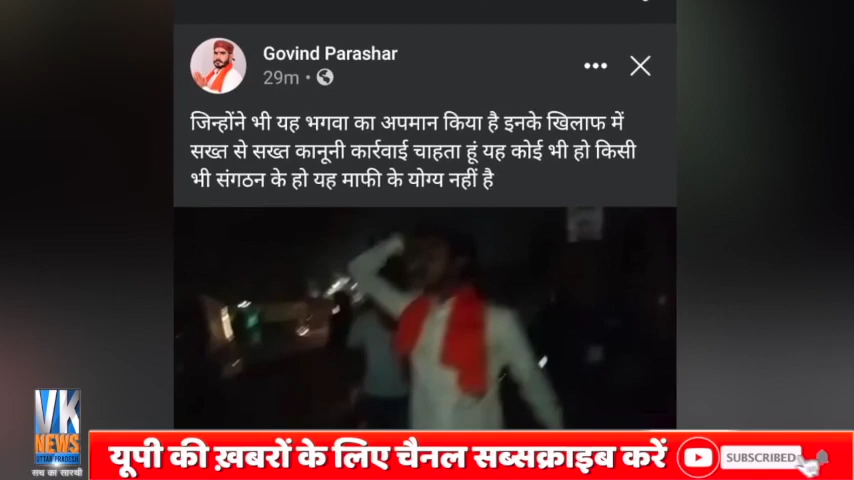 Govind Parashar
29m
जिन्होंने भी यह भगवा का अपमान किया है इनके खिलाफ में
सख्त से सख्त कानूनी कार्रवाई चाहता हूं यह कोई भी हो किसी
भी संगठन के हो यह माफी के योग्य नहीं है
VK
NEWS
UTTAR PRADESH
सच का सारथी
यूपी की ख़बरों के लिए चैनल सब्सक्राइब करें
SUBSCRIBED